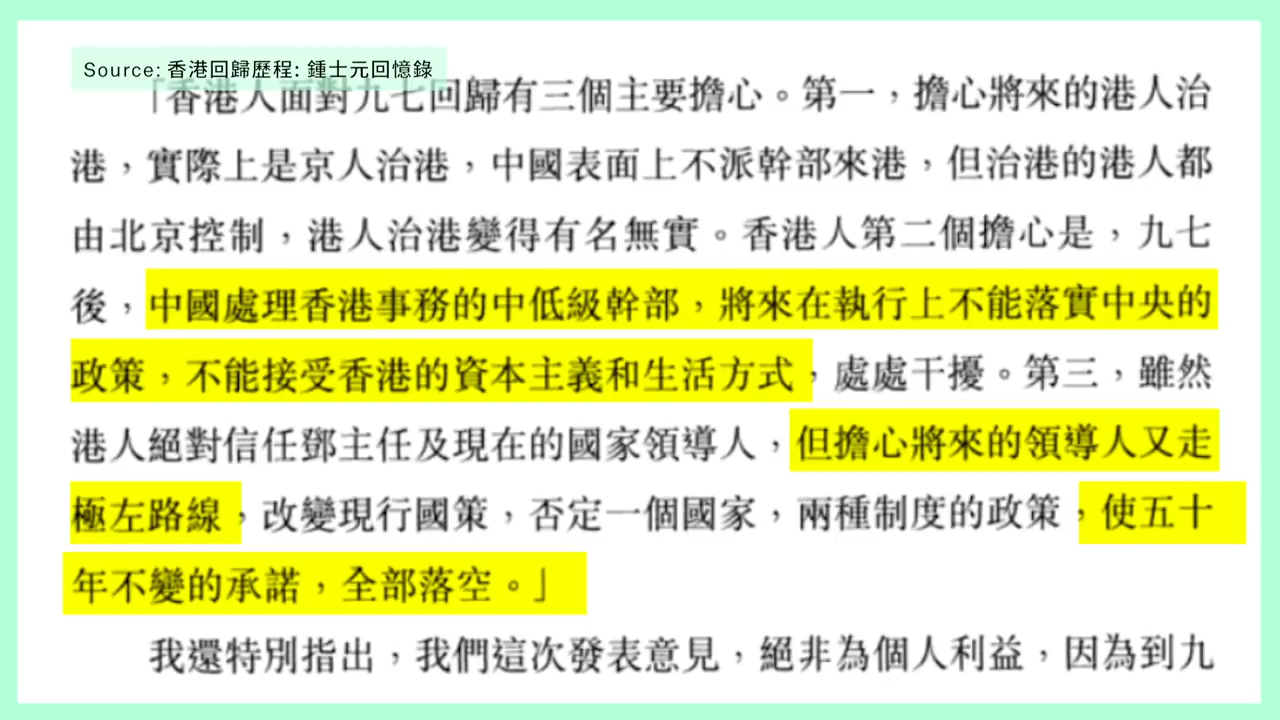 Source: 香港回歸歷程: 鍾士元回憶錄
「香港人面對九七回歸有三個主要擔心。第一，擔心將來的港人治
港，實際上是京人治港，中國表面上不派幹部來港，但治港的港人都
由北京控制，港人治港變得有名無實。香港人第二個擔心是，九七
後，中國處理香港事務的中低級幹部，將來在執行上不能落實中央的
政策，不能接受香港的資本主義和生活方式，處處干擾。第三，雖然
港人絕對信任鄧主任及現在的國家領導人，但擔心將來的領導人又走
極左路線，改變現行國策，否定一個國家，兩種制度的政策，使五十
年不變的承諾，全部落空。」
我還特別指出，我們這次發表意見，絕非為個人利益，因為到九